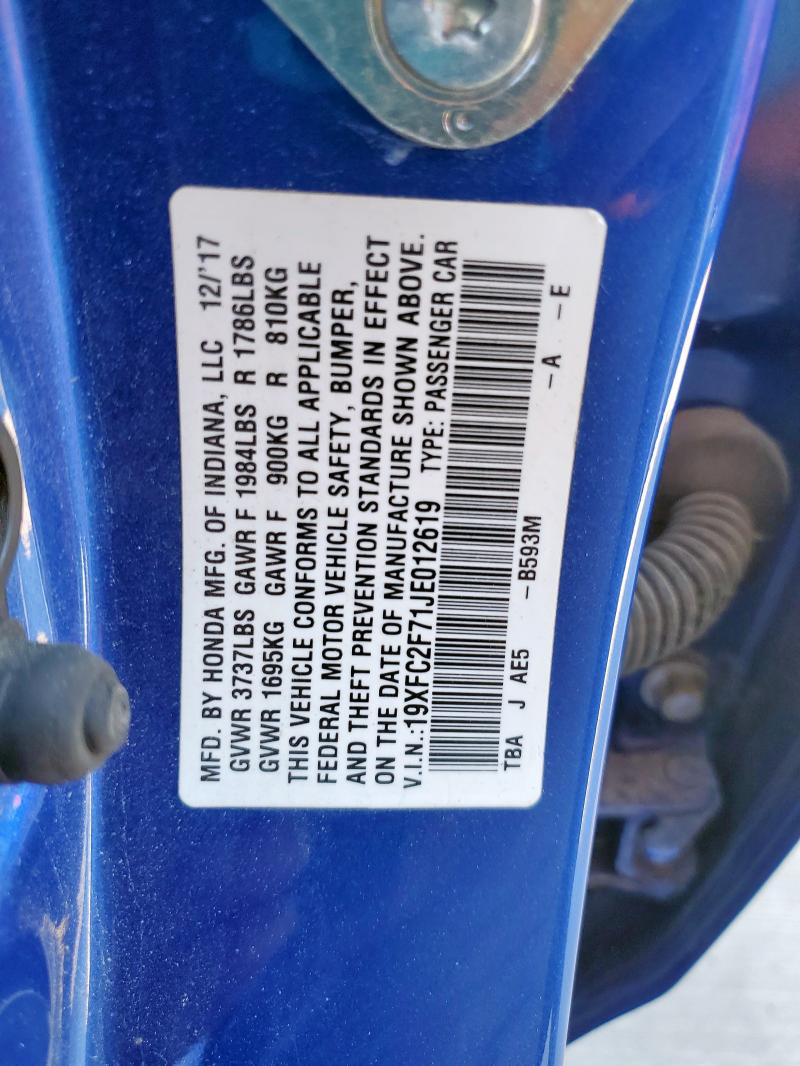 MFD. BY HONDA MFG. OF INDIANA, LLC 12/'17
GVWR 3737LBS GAWR F 1984LBS R 1786LBS
GVWR 1695KG GAWR F 900KG R 810KG
THIS VEHICLE CONFORMS TO ALL APPLICABLE
FEDERAL MOTOR VEHICLE SAFETY, BUMPER,
AND THEFT PREVENTION STANDARDS IN EFFECT
ON THE DATE OF MANUFACTURE SHOWN ABOVE.
V.I.N.:19XFC2F71JE012619 TYPE: PASSENGER CAR
TBA J AE5 -B593M -A -E